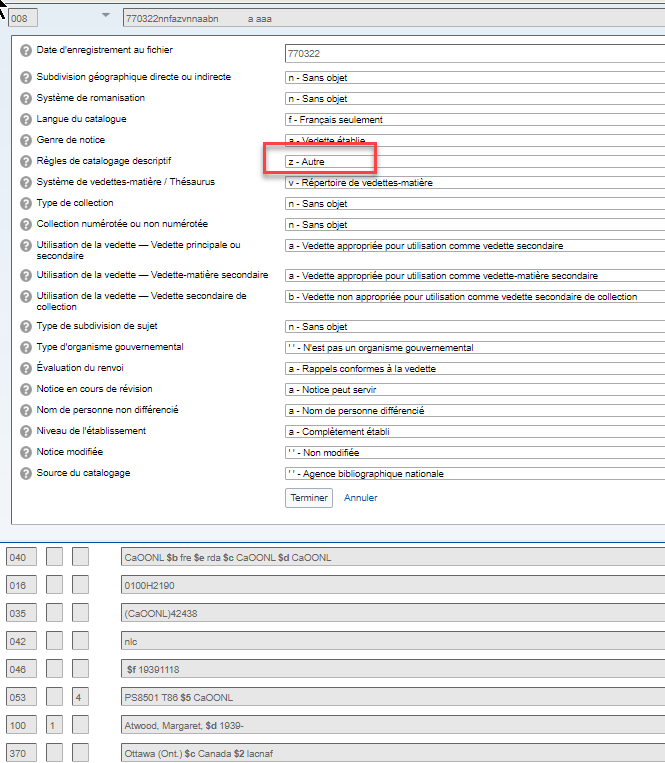 008 770322nnfazvnnaabn a aaa
Date d'enregistrement au fichier 770322
Subdivision géographique directe ou indirecte n - Sans objet
Système de romanisation n - Sans objet
Langue du catalogue f - Français seulement
Genre de notice a - Vedette établie
Règles de catalogage descriptif z - Autre
Système de vedettes-matière / Thésaurus v - Répertoire de vedettes-matière
Type de collection n - Sans objet
Collection numérotée ou non numérotée n - Sans objet
Utilisation de la vedette — Vedette principale ou secondaire a - Vedette appropriée pour utilisation comme vedette secondaire
Utilisation de la vedette — Vedette-matière secondaire a - Vedette appropriée pour utilisation comme vedette-matière secondaire
Utilisation de la vedette — Vedette secondaire de collection b - Vedette non appropriée pour utilisation comme vedette secondaire de collection
Type de subdivision de sujet n - Sans objet
Type d'organisme gouvernemental ' ' - N'est pas un organisme gouvernemental
Évaluation du renvoi a - Rappels conformes à la vedette
Notice en cours de révision a - Notice peut servir
Nom de personne non différencié a - Nom de personne différencié
Niveau de l'établissement a - Complètement établi
Notice modifiée ' ' - Non modifiée
Source du catalogage ' ' - Agence bibliographique nationale
Terminer Annuler
040 CaOONL $b fre $e rda $c CaOONL $d CaOONL
016 0100H2190
035 (CaOONL)42438
042 nlc
046 $f 19391118
053 4 PS8501 T86 $5 CaOONL
100 1 Atwood, Margaret, $d 1939-
370 Ottawa (Ont.) $c Canada $2 lacnaf